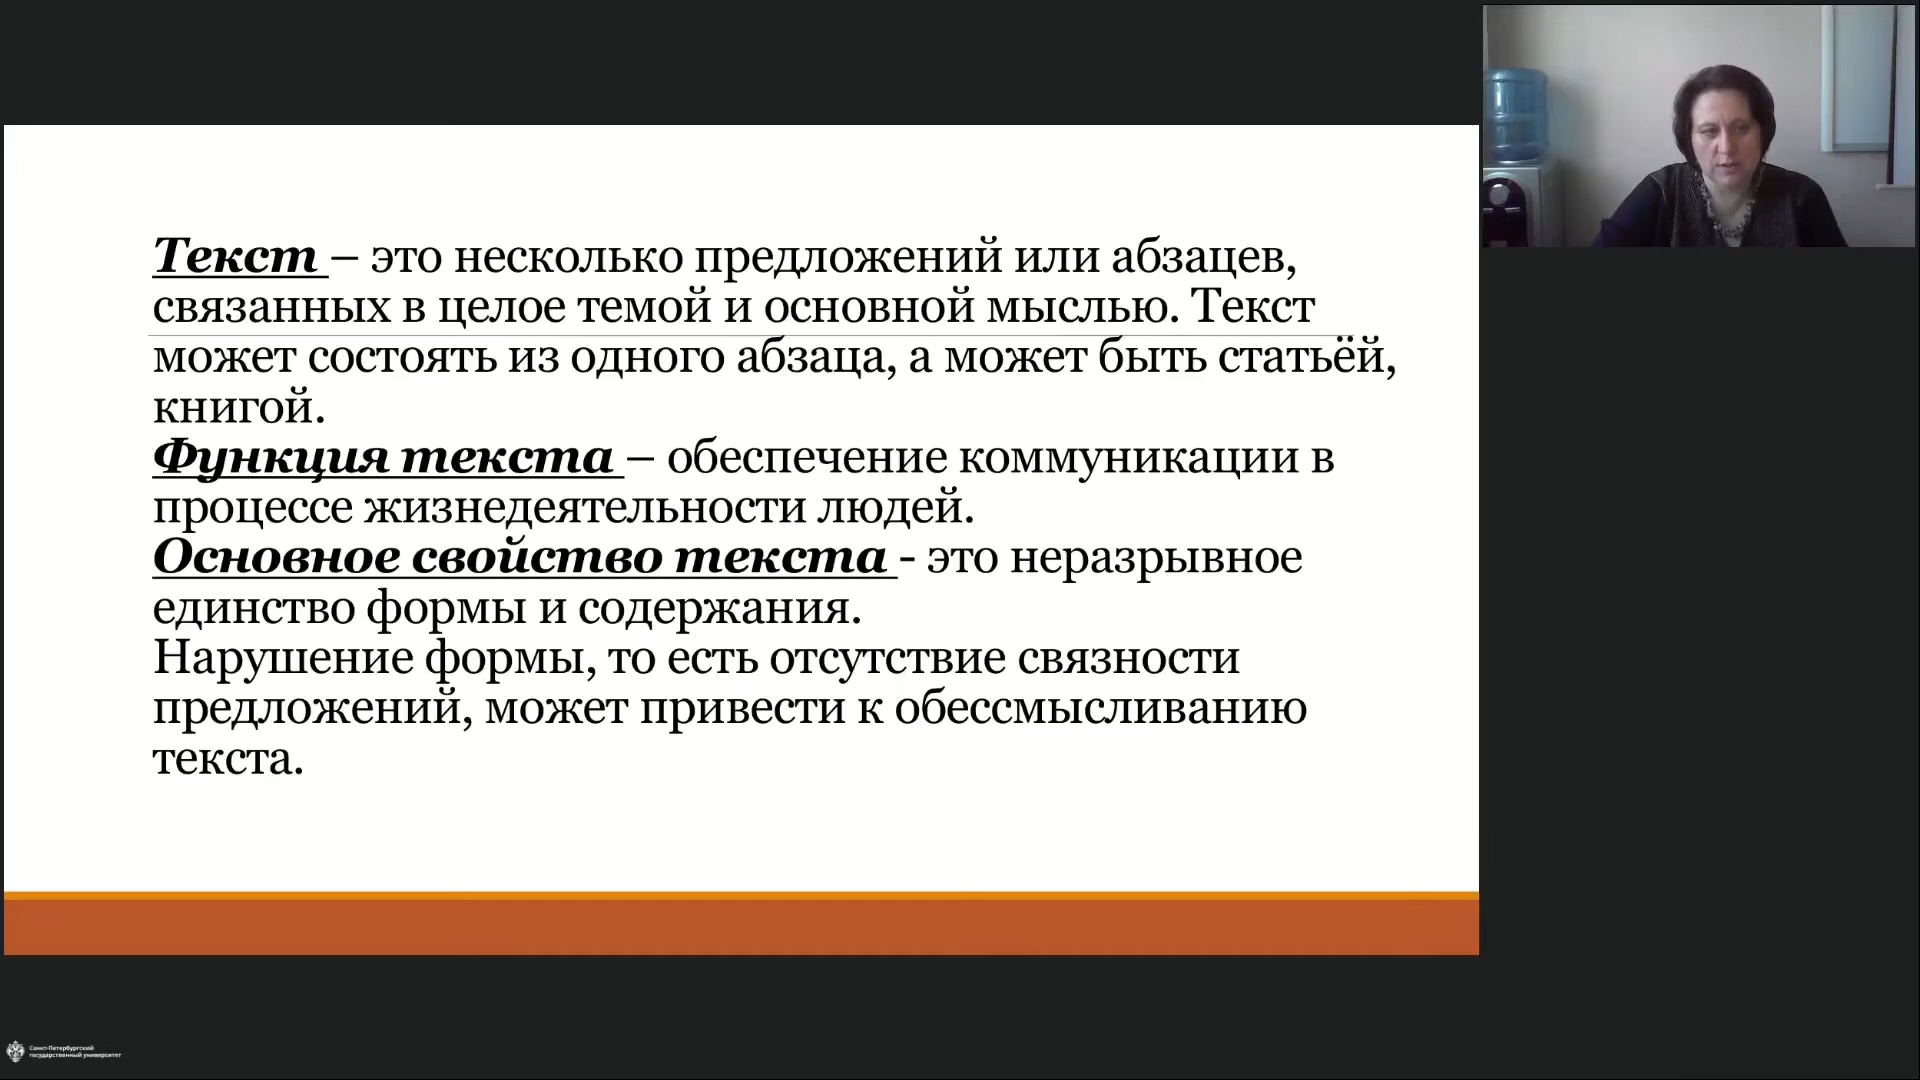 Текст – это несколько предложений или абзацев,
связанных в целое темой и основной мыслью. Текст
может состоять из одного абзаца, а может быть статьёй,
книгой.
Функция текста – обеспечение коммуникации в
процессе жизнедеятельности людей.
Основное свойство текста - это неразрывное
единство формы и содержания.
Нарушение формы, то есть отсутствие связности
предложений, может привести к обессмысливанию
текста.
Санкт-Петербургский
государственный университет